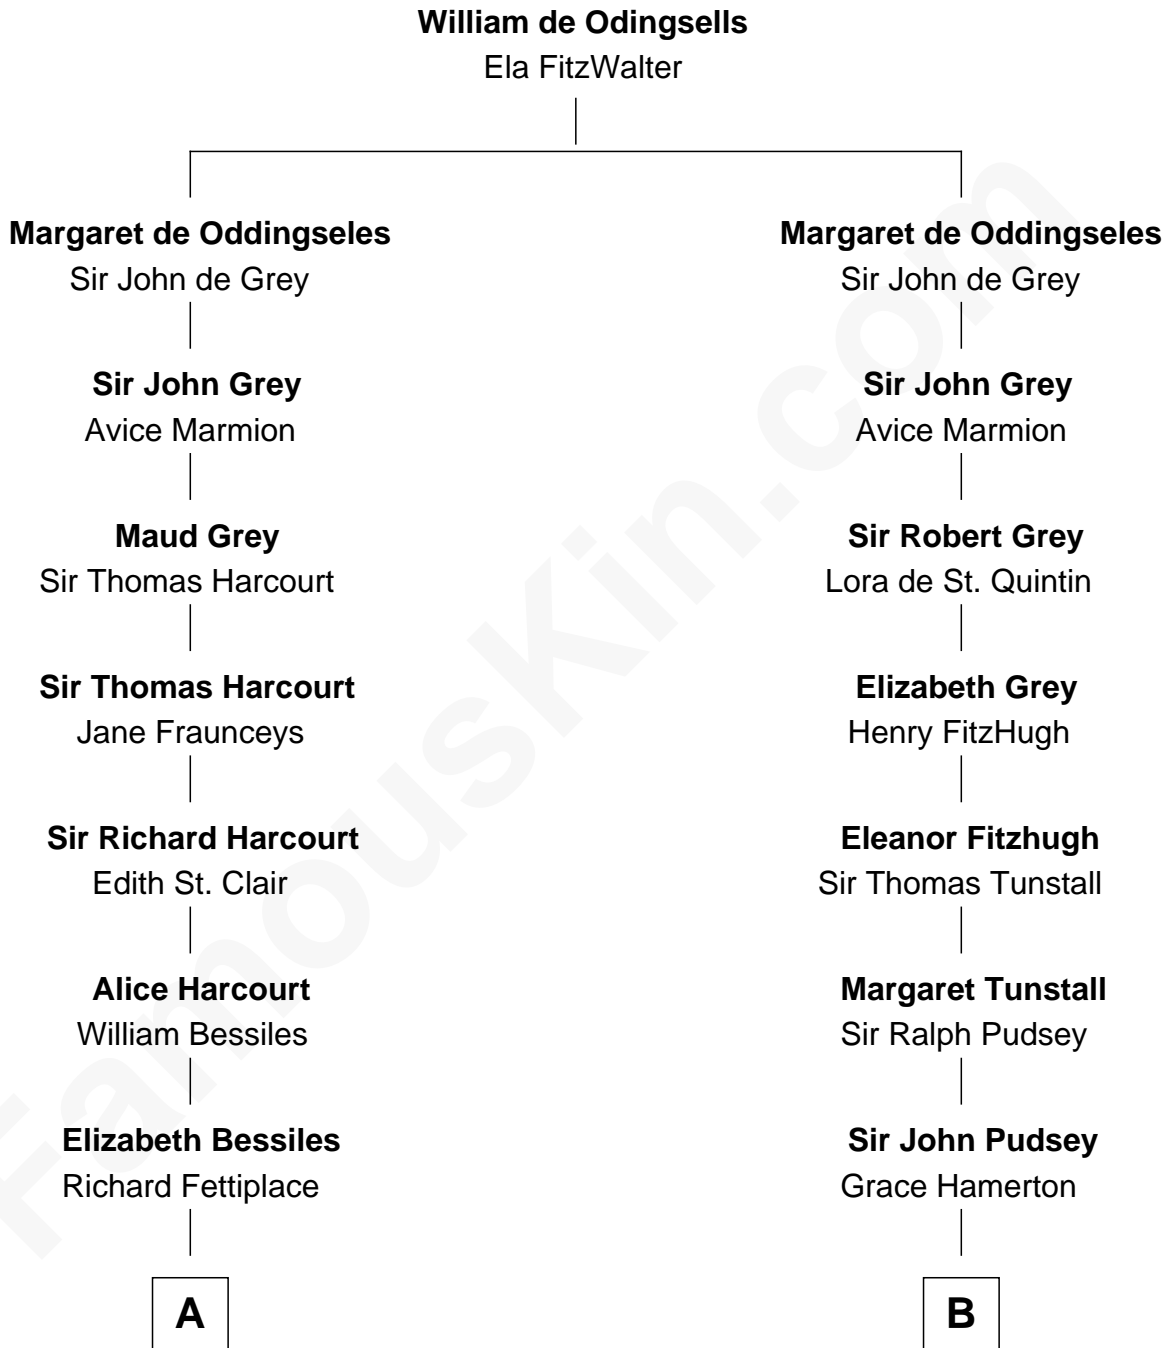 William de Odingsells
Ela FitzWalter
Margaret de Oddingseles
Sir John de Grey
Margaret de Oddingseles
Sir John de Grey
Sir John Grey
Avice Marmion
Sir John Grey
Avice Marmion
Maud Grey
Sir Thomas Harcourt
Sir Robert Grey
Lora de St. Quintin
Sir Thomas Harcourt
Jane Fraunceys
Elizabeth Grey
Henry FitzHugh
Sir Richard Harcourt
Edith St. Clair
Eleanor Fitzhugh
Sir Thomas Tunstall
Alice Harcourt
William Bessiles
Margaret Tunstall
Sir Ralph Pudsey
Elizabeth Bessiles
Richard Fettiplace
Sir John Pudsey
Grace Hamerton
A
B
FamousKin.com